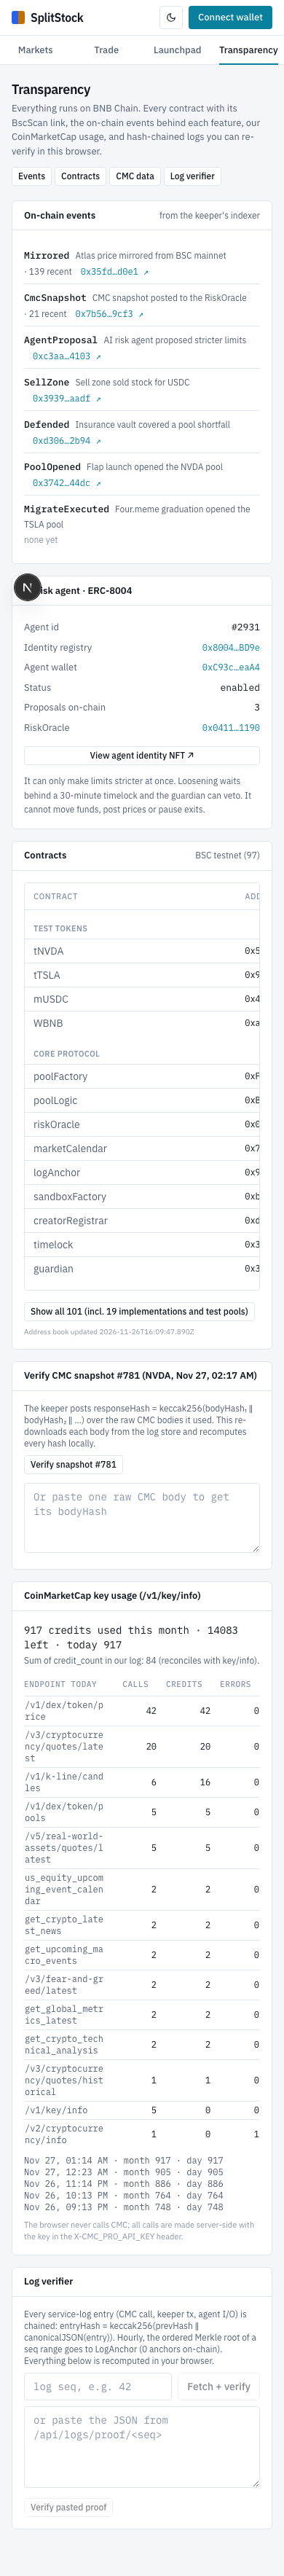 SplitStock
Connect wallet
Markets Trade Launchpad Transparency
Transparency
Everything runs on BNB Chain. Every contract with its
BscScan link, the on-chain events behind each feature, our
CoinMarketCap usage, and hash-chained logs you can re-
verify in this browser.
Events Contracts CMC data Log verifier
On-chain events from the keeper's indexer
Mirrored Atlas price mirrored from BSC mainnet
· 139 recent 0x35fd…d0e1 ↗
CmcSnapshot CMC snapshot posted to the RiskOracle
· 21 recent 0x7b56…9cf3 ↗
AgentProposal AI risk agent proposed stricter limits
0xc3aa…4103 ↗
SellZone Sell zone sold stock for USDC
0x3939…aadf ↗
Defended Insurance vault covered a pool shortfall
0xd306…2b94 ↗
PoolOpened Flap launch opened the NVDA pool
0x3742…44dc ↗
MigrateExecuted Four.meme graduation opened the
TSLA pool
none yet
N
isk agent · ERC-8004
Agent id #2931
Identity registry 0x8004…BD9e
Agent wallet 0xC93c…eaA4
Status enabled
Proposals on-chain 3
RiskOracle 0x0411…1190
View agent identity NFT ↗
It can only make limits stricter at once. Loosening waits
behind a 30-minute timelock and the guardian can veto. It
cannot move funds, post prices or pause exits.
Contracts BSC testnet (97)
CONTRACT ADD
TEST TOKENS
tNVDA 0x5
tTSLA 0x9
mUSDC 0x4
WBNB 0xa
CORE PROTOCOL
poolFactory 0xF
poolLogic 0xB
riskOracle 0x0
marketCalendar 0x7
logAnchor 0x9
sandboxFactory 0xb
creatorRegistrar 0xd
timelock 0x3
guardian 0x3
Show all 101 (incl. 19 implementations and test pools)
Address book updated 2026-11-26T16:09:47.890Z
Verify CMC snapshot #781 (NVDA, Nov 27, 02:17 AM)
The keeper posts responseHash = keccak256(bodyHash₁ ‖
bodyHash₂ ‖ …) over the raw CMC bodies it used. This re-
downloads each body from the log store and recomputes
every hash locally.
Verify snapshot #781
Or paste one raw CMC body to get
its bodyHash
CoinMarketCap key usage (/v1/key/info)
917 credits used this month · 14083
left · today 917
Sum of credit_count in our log: 84 (reconciles with key/info).
ENDPOINT TODAY CALLS CREDITS ERRORS
/v1/dex/token/p
rice 42 42 0
/v3/cryptocurre
ncy/quotes/late
st 20 20 0
/v1/k-line/cand
les 6 16 0
/v1/dex/token/p
ools 5 5 0
/v5/real-world-
assets/quotes/l
atest 5 5 0
us_equity_upcom
ing_event_calen
dar 2 2 0
get_crypto_late
st_news 2 2 0
get_upcoming_ma
cro_events 2 2 0
/v3/fear-and-gr
eed/latest 2 2 0
get_global_metr
ics_latest 2 2 0
get_crypto_tech
nical_analysis 2 2 0
/v3/cryptocurre
ncy/quotes/hist
orical 1 1 0
/v1/key/info 5 0 0
/v2/cryptocurre
ncy/info 1 0 1
Nov 27, 01:14 AM · month 917 · day 917
Nov 27, 12:23 AM · month 905 · day 905
Nov 26, 11:14 PM · month 886 · day 886
Nov 26, 10:13 PM · month 764 · day 764
Nov 26, 09:13 PM · month 748 · day 748
The browser never calls CMC; all calls are made server-side with
the key in the X-CMC_PRO_API_KEY header.
Log verifier
Every service-log entry (CMC call, keeper tx, agent I/O) is
chained: entryHash = keccak256(prevHash ‖
canonicalJSON(entry)). Hourly, the ordered Merkle root of a
seq range goes to LogAnchor (0 anchors on-chain).
Everything below is recomputed in your browser.
log seq, e.g. 42 Fetch + verify
or paste the JSON from
/api/logs/proof/<seq>
Verify pasted proof